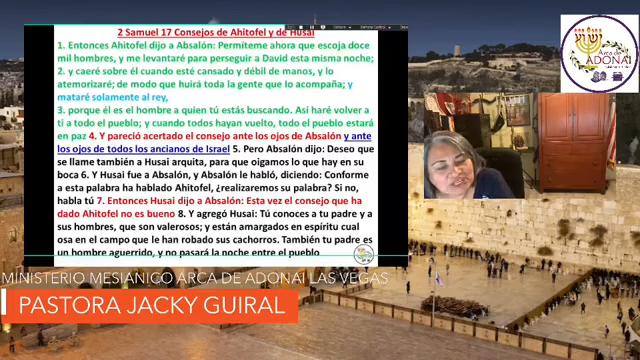 2 Samuel 17 Consejos de Ahitofel y de Husai
1. Entonces Ahitofel dijo a Absalón: Permíteme ahora que escoja doce
mil hombres, y me levantaré para perseguir a David esta misma noche;
2. y caeré sobre él cuando esté cansado y débil de manos, y lo
atemorizaré; de modo que huirá toda la gente que lo acompaña; y
mataré solamente al rey,
3. porque él es el hombre a quien tú estás buscando. Así haré volver a
ti a todo el pueblo; y cuando todos hayan vuelto, todo el pueblo estará
en paz 4. Y pareció acertado el consejo ante los ojos de Absalón y ante
los ojos de todos los ancianos de Israel 5. Pero Absalón dijo: Deseo que
se llame también a Husai arquita, para que oigamos lo que hay en su
boca 6. Y Husai fue a Absalón, y Absalón le habló, diciendo: Conforme
a esta palabra ha hablado Ahitofel, ¿realizaremos su palabra? Si no,
habla tú 7. Entonces Husai dijo a Absalón: Esta vez el consejo que ha
dado Ahitofel no es bueno 8. Y agregó Husai: Tú conoces a tu padre y a
sus hombres, que son valerosos; y están amargados en espíritu cual
osa en el campo que le han robado sus cachorros. También tu padre es
un hombre aguerrido, y no pasará la noche entre el pueblo
ישוע
Arca de
ADONAI
MINISTERIO MESIANICO ARCA DE ADONAI LAS VEGAS
PASTORA JACKY GUIRAL